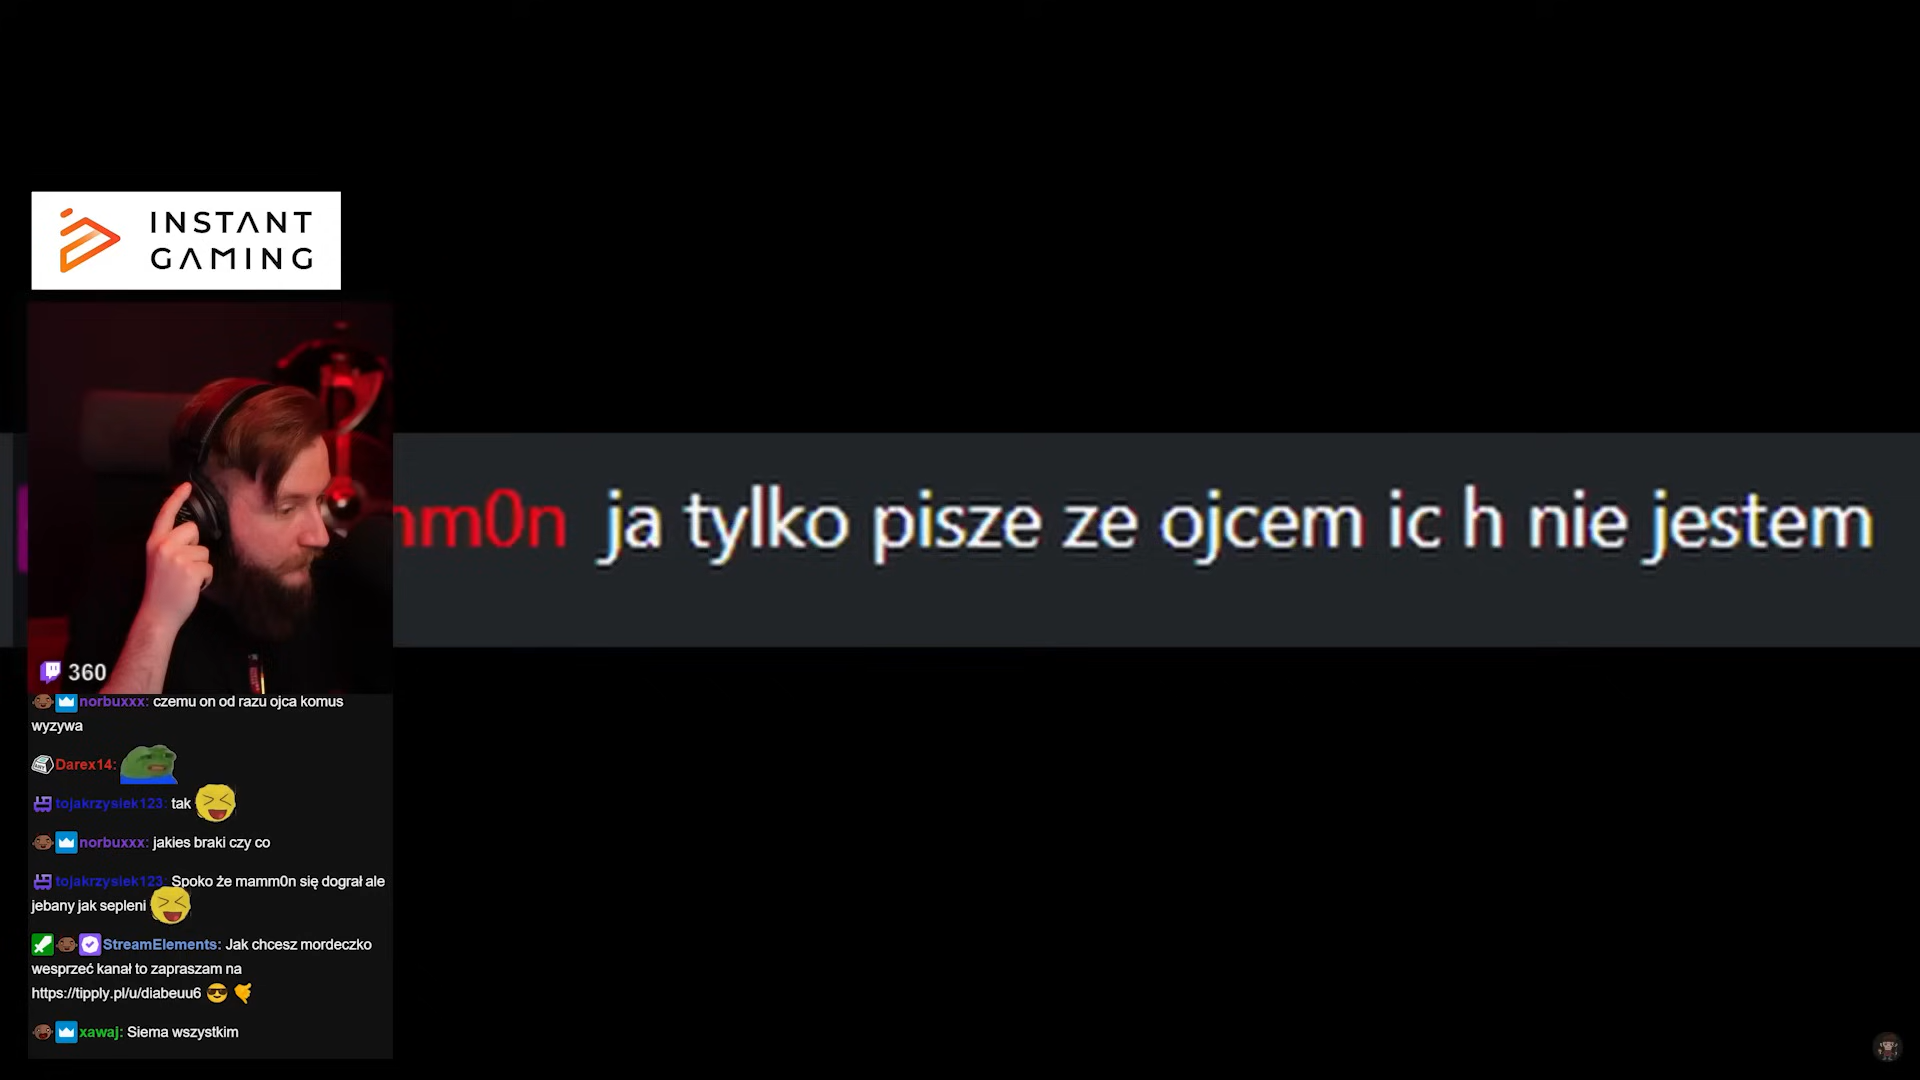 INSTANT
GAMING
mm0n ja tylko pisze ze ojcem ic h nie jestem
360
norbuxxx: czemu on od razu ojca komus
wyzywa
Darex14:
tojakrzysiek123: tak
norbuxxx: jakies braki czy co
tojakrzysiek123: Spoko że mamm0n się dograł ale
jebany jak sepleni
StreamElements: Jak chcesz mordeczko
wesprzeć kanał to zapraszam na
https://tipply.pl/u/diabeuu6
xawaj: Siema wszystkim